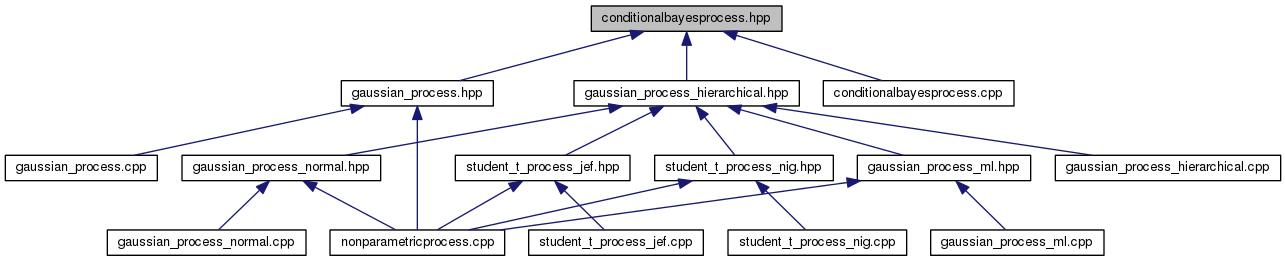 conditionalbayesprocess.hpp
gaussian_process.hpp
gaussian_process_hierarchical.hpp
conditionalbayesprocess.cpp
gaussian_process.cpp
gaussian_process_normal.hpp
student_t_process_jef.hpp
student_t_process_nig.hpp
gaussian_process_ml.hpp
gaussian_process_hierarchical.cpp
gaussian_process_normal.cpp
nonparametricprocess.cpp
student_t_process_jef.cpp
student_t_process_nig.cpp
gaussian_process_ml.cpp